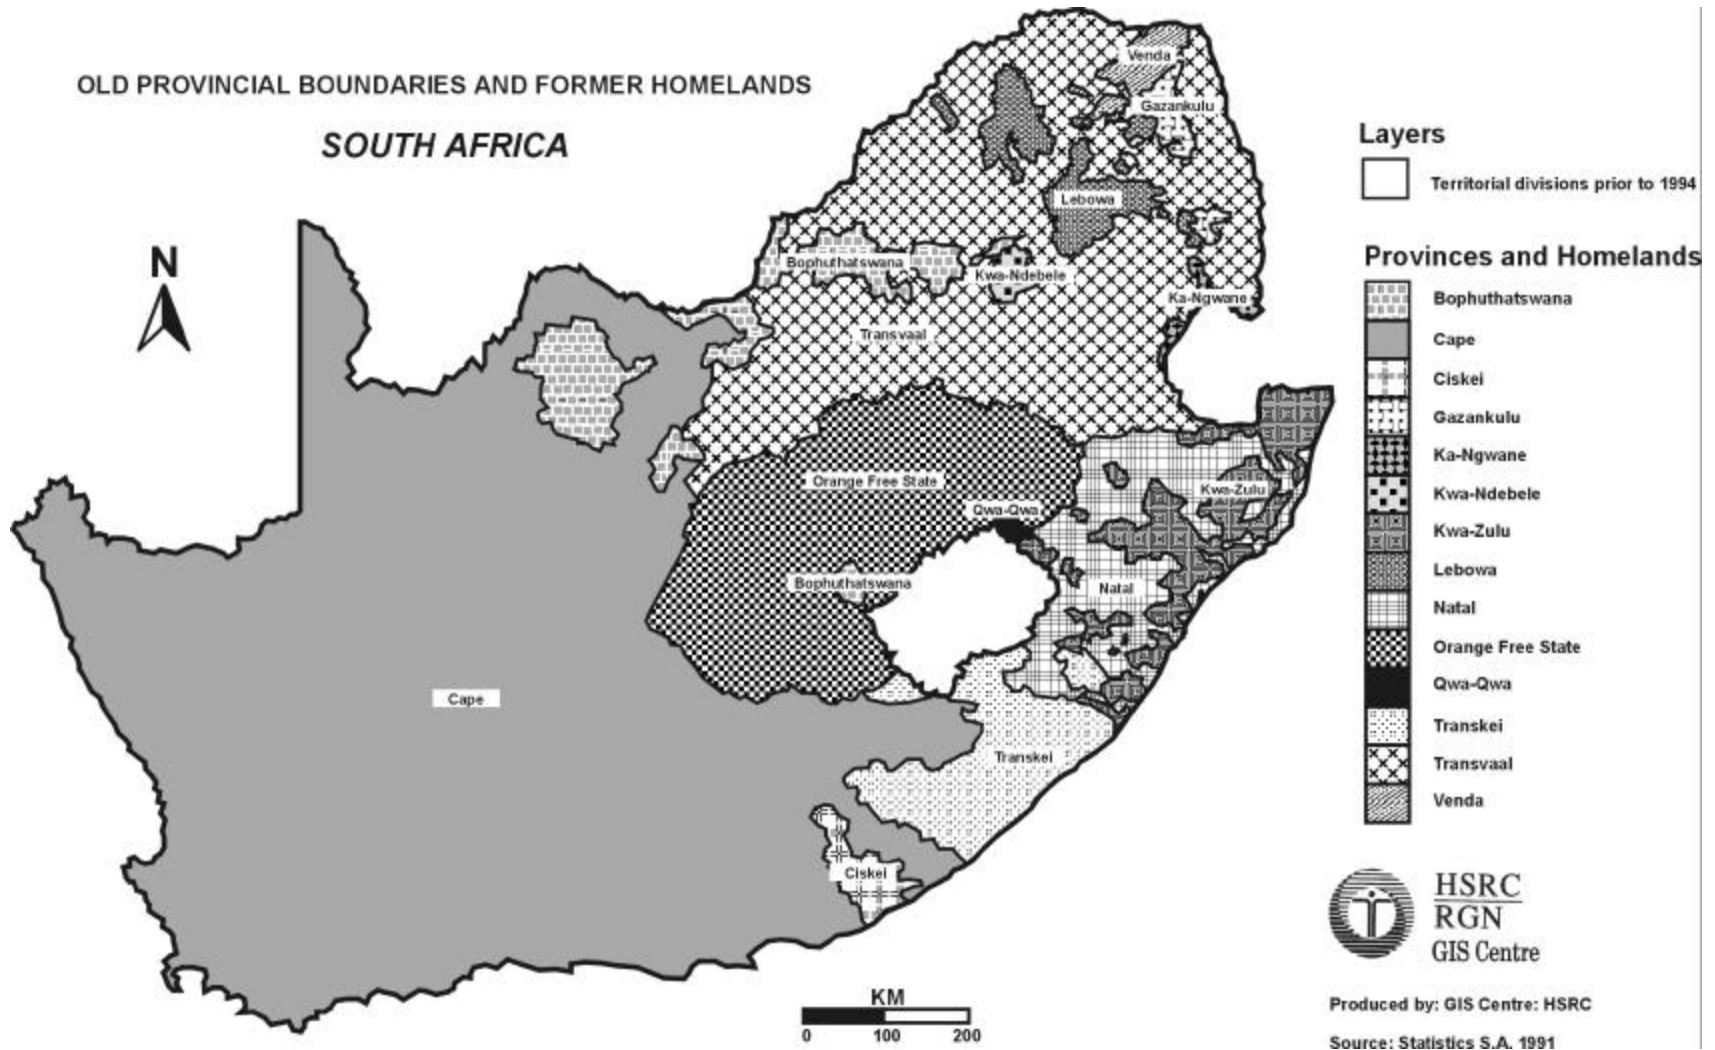 OLD PROVINCIAL BOUNDARIES AND FORMER HOMELANDS
SOUTH AFRICA
N
Venda
Gazankulu
Lebowa
Bophuthatswana
Kwa-Ndebele
Ka-Ngwane
Transvaal
Orange Free State
Kwa-Zulu
Qwa-Qwa
Bophuthatswana
Natal
Cape
Transkei
Ciskei
KM
0 100 200
Layers
Territorial divisions prior to 1994
Provinces and Homelands
Bophuthatswana
Cape
Ciskei
Gazankulu
Ka-Ngwane
Kwa-Ndebele
Kwa-Zulu
Lebowa
Natal
Orange Free State
Qwa-Qwa
Transkei
Transvaal
Venda
HSRC
RGN
GIS Centre
Produced by: GIS Centre: HSRC
Source: Statistics S.A. 1991